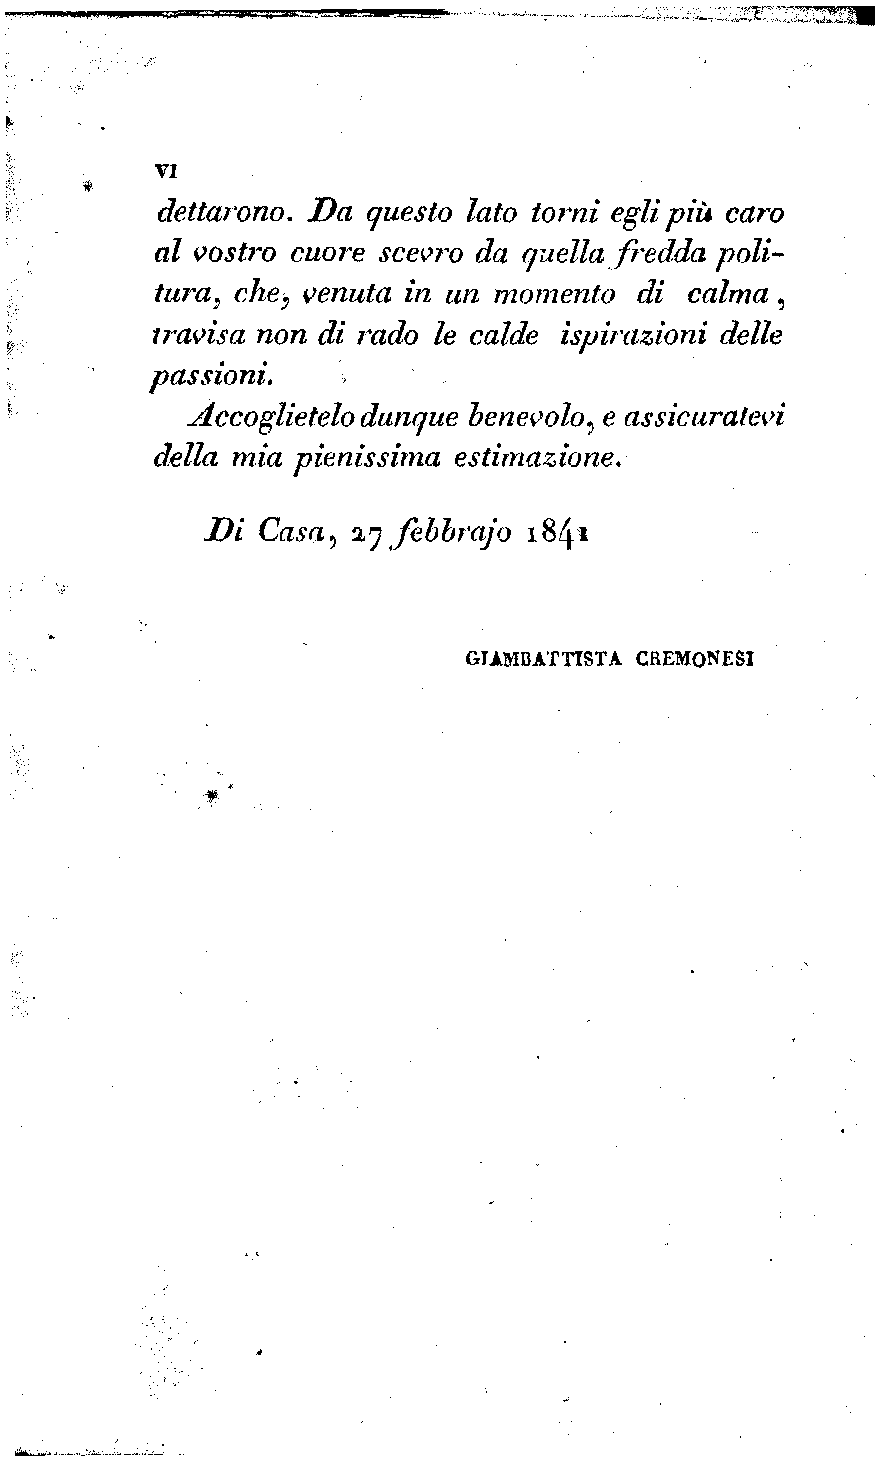 VI
dettarono. Da questo lato torni egli più caro
al vostro cuore scevro da quella fredda poli-
tura, che, venuta in un momento di calma,
travisa non di rado le calde ispirazioni delle
passioni.
Accoglietelo dunque benevolo, e assicuratevi
della mia pienissima estimazione.
Di Casa, 27 febbrajo 1841
GIAMBATTISTA CREMONESI